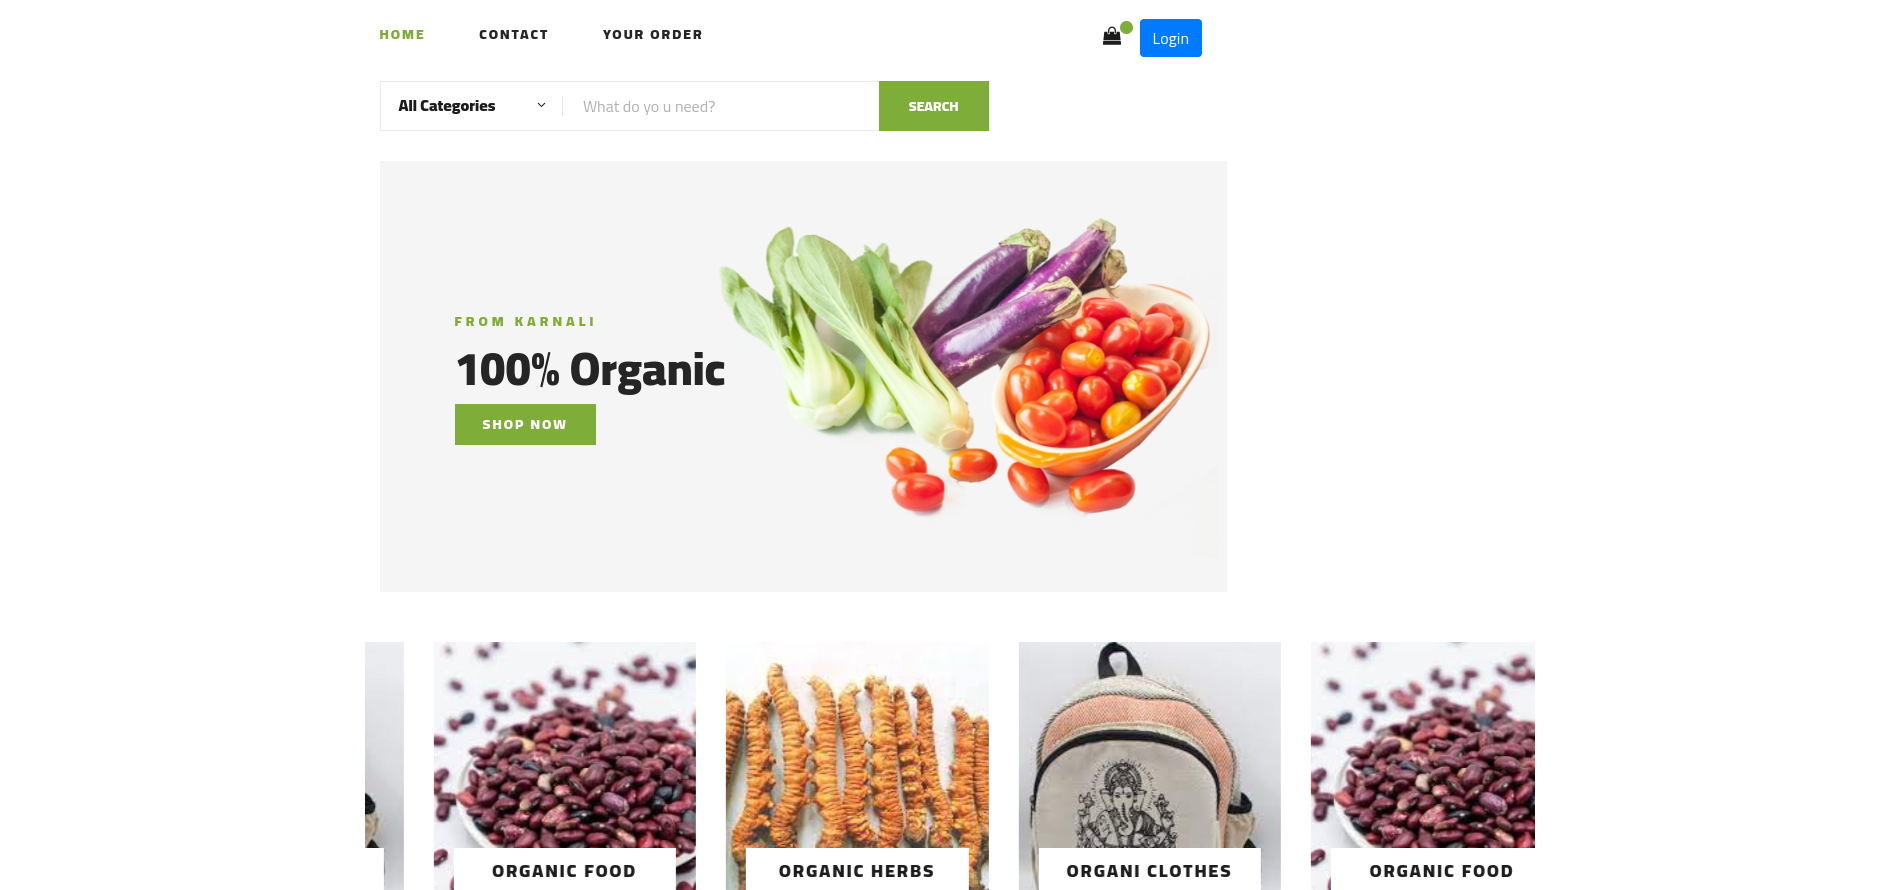 HOME CONTACT YOUR ORDER Login
All Categories What do yo u need? SEARCH
FROM KARNALI
100% Organic
SHOP NOW
ORGANIC FOOD ORGANIC HERBS ORGANI CLOTHES ORGANIC FOOD